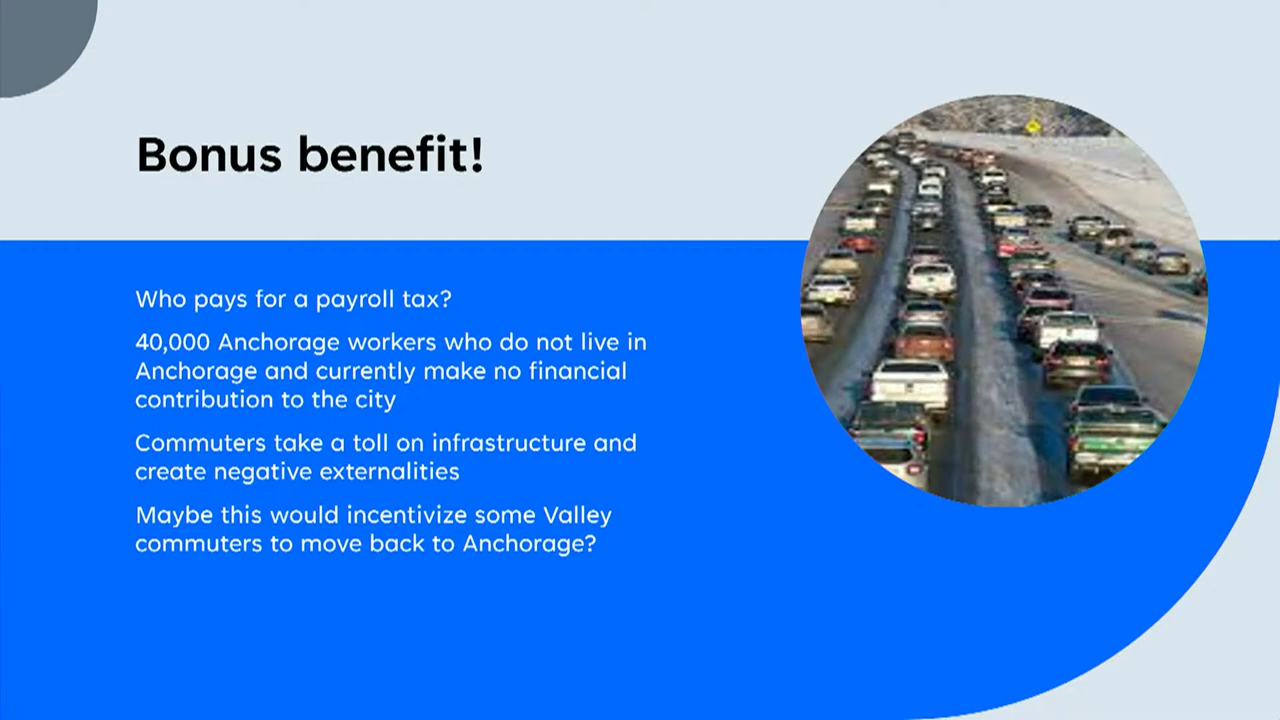 Bonus benefit!
Who pays for a payroll tax?
40,000 Anchorage workers who do not live in
Anchorage and currently make no financial
contribution to the city
Commuters take a toll on infrastructure and
create negative externalities
Maybe this would incentivize some Valley
commuters to move back to Anchorage?